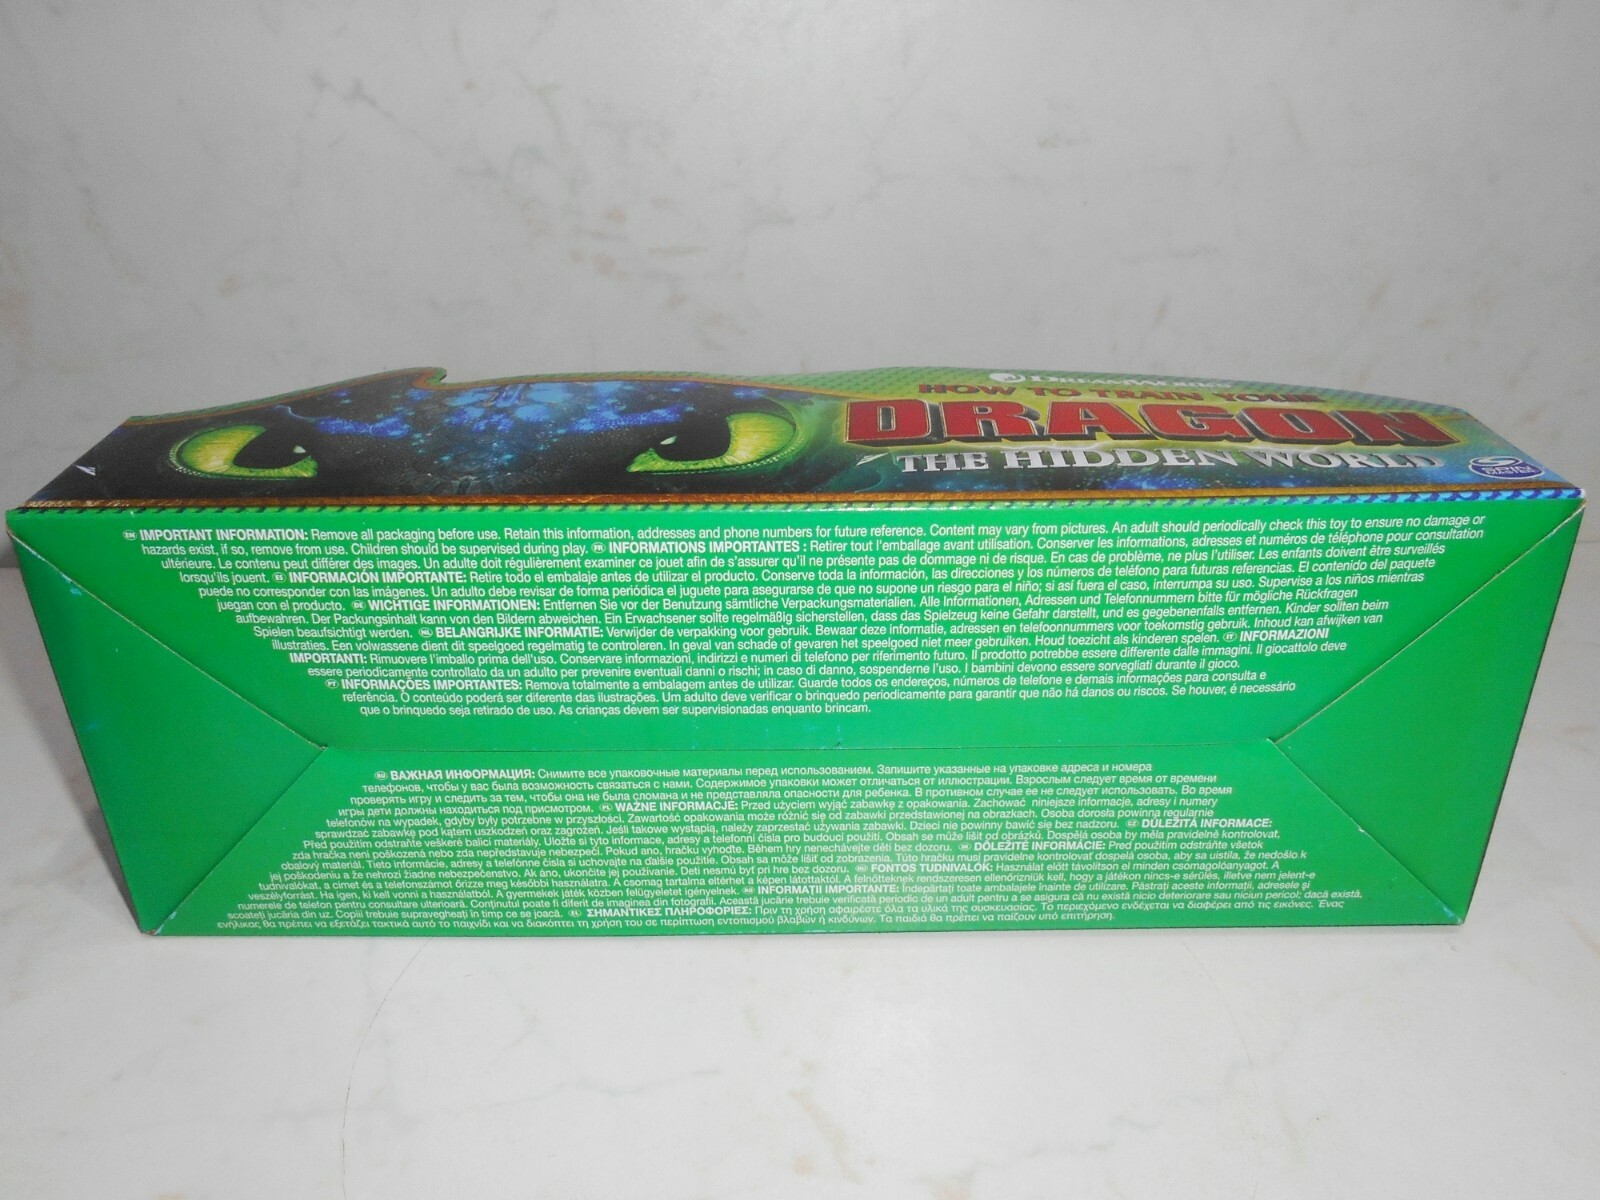 DREAMWORKS
HOW TO TRAIN YOUR
DRAGON
THE HIDDEN WORLD
SPIN MASTER
EN IMPORTANT INFORMATION: Remove all packaging before use. Retain this information, addresses and phone numbers for future reference. Content may vary from pictures. An adult should periodically check this toy to ensure no damage or
hazards exist, if so, remove from use. Children should be supervised during play. FR INFORMATIONS IMPORTANTES : Retirer tout l'emballage avant utilisation. Conserver les informations, adresses et numéros de téléphone pour consultation
ultérieure. Le contenu peut différer des images. Un adulte doit régulièrement examiner ce jouet afin de s'assurer qu'il ne présente pas de dommage ni de risque. En cas de problème, ne plus l'utiliser. Les enfants doivent être surveillés
lorsqu'ils jouent. ES INFORMACIÓN IMPORTANTE: Retire todo el embalaje antes de utilizar el producto. Conserve toda la información, las direcciones y los números de teléfono para futuras referencias. El contenido del paquete
puede no corresponder con las imágenes. Un adulto debe revisar de forma periódica el juguete para asegurarse de que no supone un riesgo para el niño; si así fuera el caso, interrumpa su uso. Supervise a los niños mientras
juegan con el producto. DE WICHTIGE INFORMATIONEN: Entfernen Sie vor der Benutzung sämtliche Verpackungsmaterialien. Alle Informationen, Adressen und Telefonnummern bitte für mögliche Rückfragen
aufbewahren. Der Packungsinhalt kann von den Bildern abweichen. Ein Erwachsener sollte regelmäßig sicherstellen, dass das Spielzeug keine Gefahr darstellt, und es gegebenenfalls entfernen. Kinder sollten beim
Spielen beaufsichtigt werden. NL BELANGRIJKE INFORMATIE: Verwijder de verpakking voor gebruik. Bewaar deze informatie, adressen en telefoonnummers voor toekomstig gebruik. Inhoud kan afwijken van
illustraties. Een volwassene dient dit speelgoed regelmatig te controleren. In geval van schade of gevaren het speelgoed niet meer gebruiken. Houd toezicht als kinderen spelen. IT INFORMAZIONI
IMPORTANTI: Rimuovere l'imballo prima dell'uso. Conservare informazioni, indirizzi e numeri di telefono per riferimento futuro. Il prodotto potrebbe essere differente dalle immagini. Il giocattolo deve
essere periodicamente controllato da un adulto per prevenire eventuali danni o rischi; in caso di danno, sospenderne l'uso. I bambini devono essere sorvegliati durante il gioco.
PT INFORMAÇÕES IMPORTANTES: Remova totalmente a embalagem antes de utilizar. Guarde todos os endereços, números de telefone e demais informações para consulta e
referência. O conteúdo poderá ser diferente das ilustrações. Um adulto deve verificar o brinquedo periodicamente para garantir que não há danos ou riscos. Se houver, é necessário
que o brinquedo seja retirado de uso. As crianças devem ser supervisionadas enquanto brincam.
RU ВАЖНАЯ ИНФОРМАЦИЯ: Снимите все упаковочные материалы перед использованием. Запишите указанные на упаковке адреса и номера
телефонов, чтобы у вас была возможность связаться с нами. Содержимое упаковки может отличаться от иллюстрации. Взрослым следует время от времени
проверять игру и следить за тем, чтобы она не была сломана и не представляла опасности для ребенка. В противном случае ее не следует использовать. Во время
игры дети должны находиться под присмотром. PL WAŻNE INFORMACJE: Przed użyciem wyjąć zabawkę z opakowania. Zachować niniejsze informacje, adresy i numery
telefonów na wypadek, gdyby były potrzebne w przyszłości. Zawartość opakowania może różnić się od zabawki przedstawionej na obrazkach. Osoba dorosła powinna regularnie
sprawdzać zabawkę pod kątem uszkodzeń oraz zagrożeń. Jeśli takowe wystąpią, należy zaprzestać używania zabawki. Dzieci nie powinny bawić się bez nadzoru. CZ DŮLEŽITÁ INFORMACE:
Před použitím odstraňte veškeré balicí materiály. Uložte si tyto informace, adresy a telefonní čísla pro budoucí použití. Obsah se může lišit od obrázků. Dospělá osoba by měla pravidelně kontrolovat,
zda hračka není poškozená nebo zda nepředstavuje nebezpečí. Pokud ano, hračku vyhoďte. Během hry nenechávejte děti bez dozoru. SK DÔLEŽITÉ INFORMÁCIE: Pred použitím odstráňte všetok
obalový materiál. Tieto informácie, adresy a telefónne čísla si uchovajte na ďalšie použitie. Obsah sa môže líšiť od zobrazenia. Túto hračku musí pravidelne kontrolovať dospelá osoba, aby sa uistila, že nedošlo k
jej poškodeniu a že nehrozí žiadne nebezpečenstvo. Ak áno, ukončite jej používanie. Deti nesmú byť pri hre bez dozoru. HU FONTOS TUDNIVALÓK: Használat előtt távolítson el minden csomagolóanyagot. A
tudnivalókat, a címet és a telefonszámot őrizze meg későbbi használatra. A csomag tartalma eltérhet a képen látottaktól. A felnőtteknek rendszeresen ellenőrizniük kell, hogy a játékon nincs-e sérülés, illetve nem jelent-e
veszélyforrást. Ha igen, ki kell vonni a használatból. A gyermekek játék közben felügyeletet igényelnek. RO INFORMAȚII IMPORTANTE: Îndepărtați toate ambalajele înainte de utilizare. Păstrați aceste informații, adresele și
numerele de telefon pentru consultare ulterioară. Conținutul poate fi diferit de imaginea din fotografii. Această jucărie trebuie verificată periodic de un adult pentru a se asigura că nu există nicio deteriorare sau niciun pericol; dacă există,
scoateți jucăria din uz. Copiii trebuie supravegheați în timp ce se joacă. EL ΣΗΜΑΝΤΙΚΕΣ ΠΛΗΡΟΦΟΡΙΕΣ: Πριν τη χρήση αφαιρέστε όλα τα υλικά της συσκευασίας. Το περιεχόμενο ενδέχεται να διαφέρει από τις εικόνες. Ένας
ενήλικας θα πρέπει να εξετάζει τακτικά αυτό το παιχνίδι και να διακόπτει τη χρήση του σε περίπτωση εντοπισμού βλαβών ή κινδύνων. Τα παιδιά θα πρέπει να παίζουν υπό επιτήρηση.